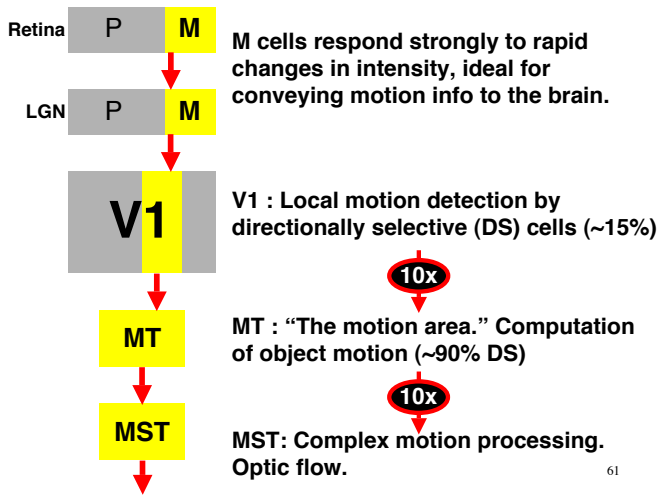 Retina P M
M cells respond strongly to rapid
changes in intensity, ideal for
conveying motion info to the brain.
LGN P M
V1
V1 : Local motion detection by
directionally selective (DS) cells (~15%)
10x
MT
MT : “The motion area.” Computation
of object motion (~90% DS)
10x
MST
MST: Complex motion processing.
Optic flow.
61